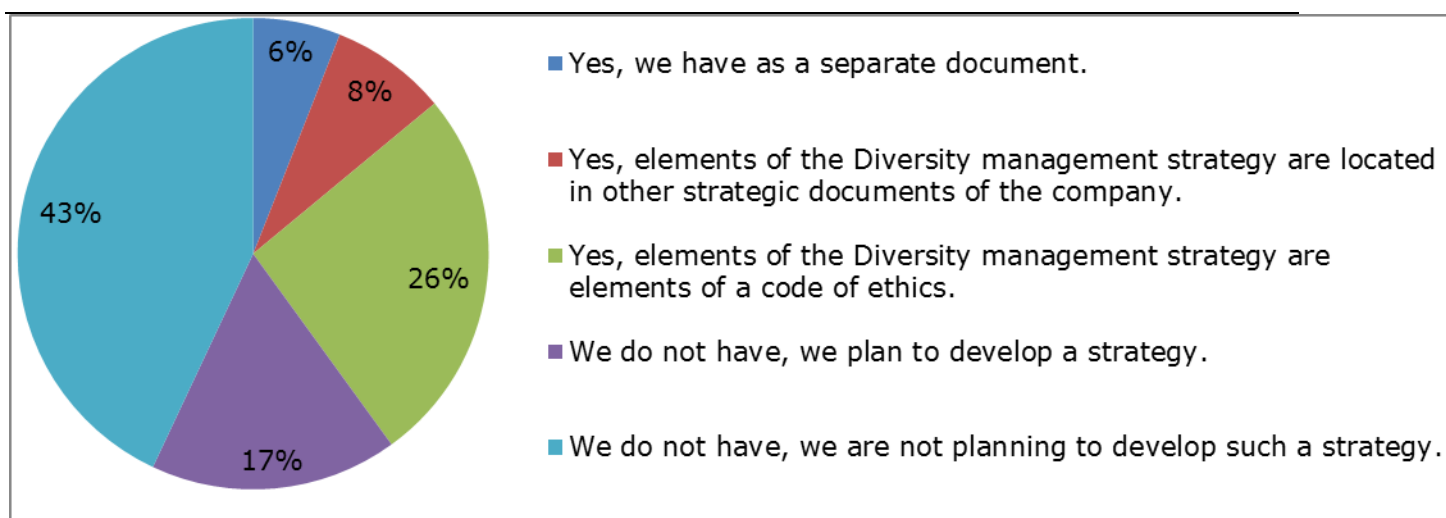 6%
8%
26%
17%
43%
Yes, we have as a separate document.
Yes, elements of the Diversity management strategy are located
in other strategic documents of the company.
Yes, elements of the Diversity management strategy are
elements of a code of ethics.
We do not have, we plan to develop a strategy.
We do not have, we are not planning to develop such a strategy.